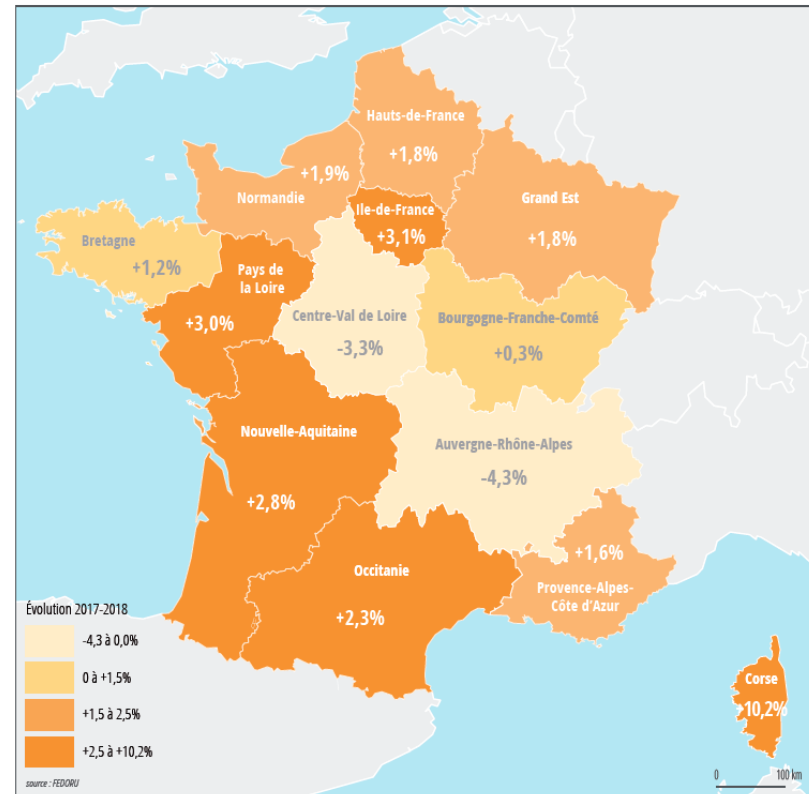 Hauts-de-France
+1,8%
+1,9%
Normandie
Ile-de-France
+3,1%
Grand Est
+1,8%
Bretagne
+1,2%
Pays de
la Loire
+3,0%
Centre-Val de Loire
-3,3%
Bourgogne-Franche-Comté
+0,3%
Nouvelle-Aquitaine
+2,8%
Auvergne-Rhône-Alpes
-4,3%
Occitanie
+2,3%
+1,6%
Provence-Alpes-
Côte d'Azur
Corse
+10,2%
Évolution 2017-2018
-4,3 à 0,0%
0 à +1,5%
+1,5 à 2,5%
+2,5 à +10,2%
source : FEDORU
0 100 km